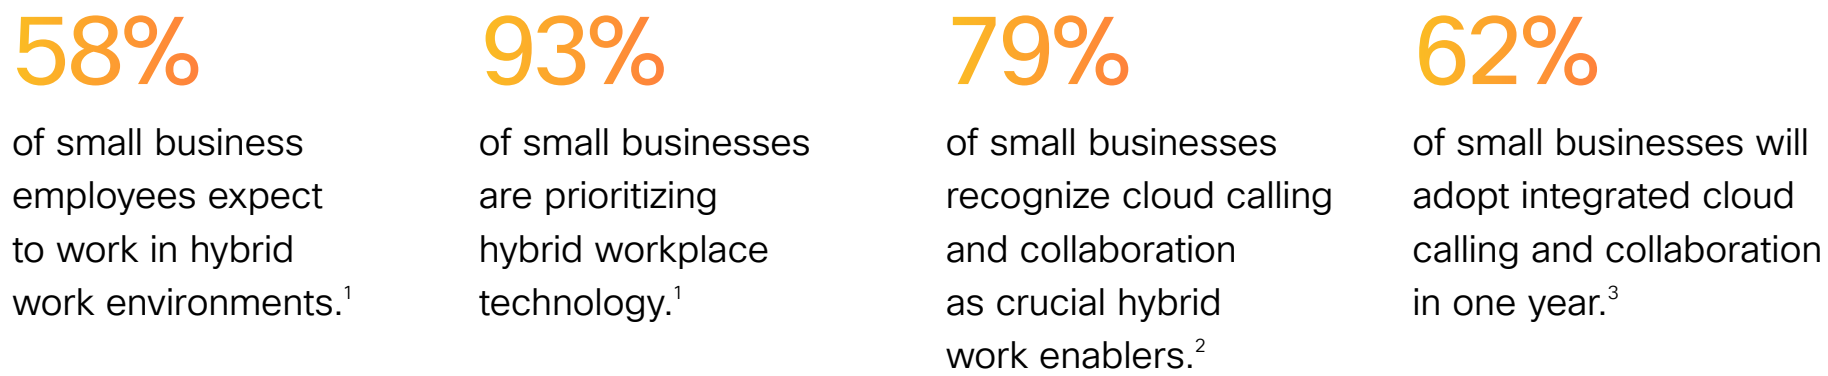 58%
of small business
employees expect
to work in hybrid
work environments.¹
93%
of small businesses
are prioritizing
hybrid workplace
technology.¹
79%
of small businesses
recognize cloud calling
and collaboration
as crucial hybrid
work enablers.²
62%
of small businesses will
adopt integrated cloud
calling and collaboration
in one year.³